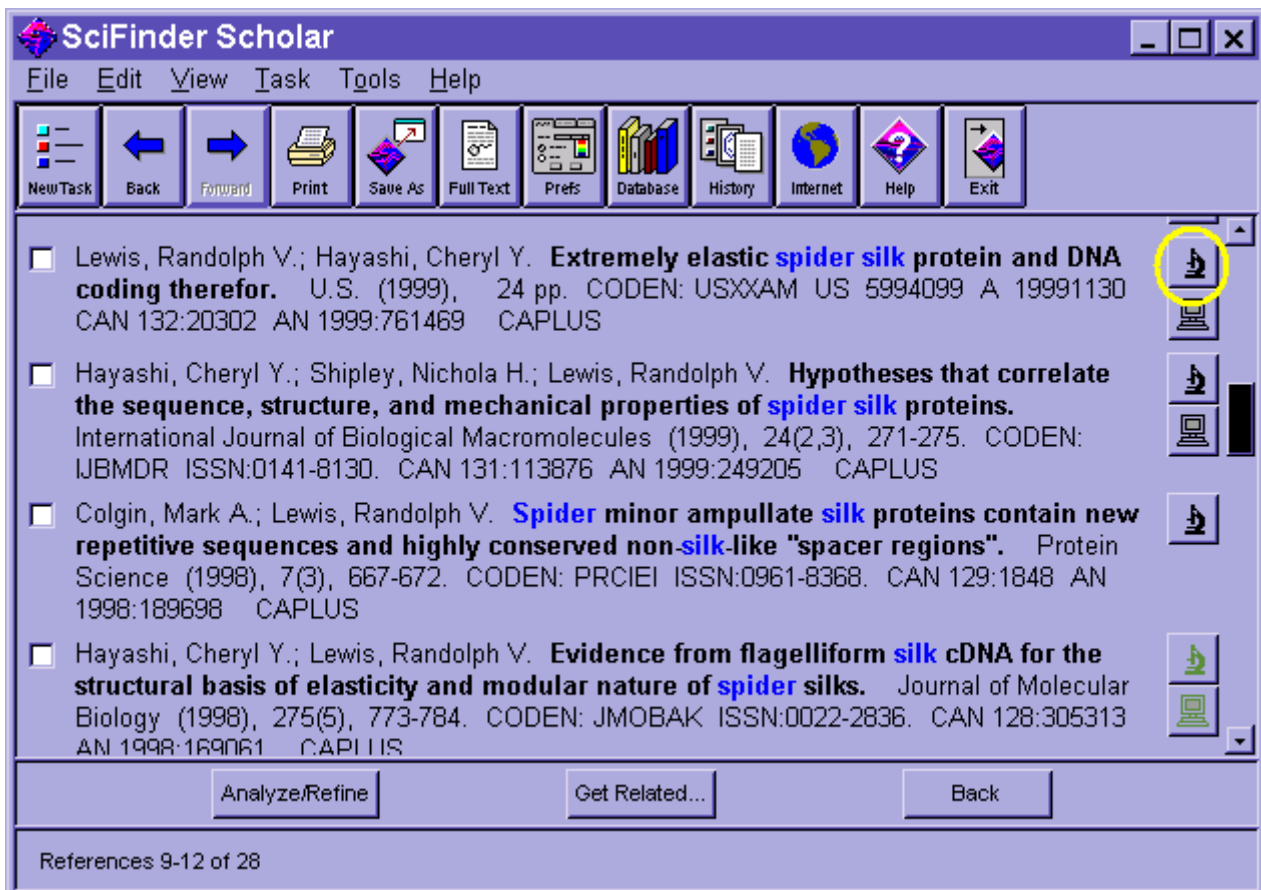 SciFinder Scholar
File Edit View Task Tools Help
New Task Back Forward Print Save As Full Text Prefs Database History Internet Help Exit
Lewis, Randolph V.; Hayashi, Cheryl Y. Extremely elastic spider silk protein and DNA
coding therefor. U.S. (1999), 24 pp. CODEN: USXXAM US 5994099 A 19991130
CAN 132:20302 AN 1999:761469 CAPLUS
Hayashi, Cheryl Y.; Shipley, Nichola H.; Lewis, Randolph V. Hypotheses that correlate
the sequence, structure, and mechanical properties of spider silk proteins.
International Journal of Biological Macromolecules (1999), 24(2,3), 271-275. CODEN:
IJBMDR ISSN:0141-8130. CAN 131:113876 AN 1999:249205 CAPLUS
Colgin, Mark A.; Lewis, Randolph V. Spider minor ampullate silk proteins contain new
repetitive sequences and highly conserved non-silk-like "spacer regions". Protein
Science (1998), 7(3), 667-672. CODEN: PRCIEI ISSN:0961-8368. CAN 129:1848 AN
1998:189698 CAPLUS
Hayashi, Cheryl Y.; Lewis, Randolph V. Evidence from flagelliform silk cDNA for the
structural basis of elasticity and modular nature of spider silks. Journal of Molecular
Biology (1998), 275(5), 773-784. CODEN: JMOBAK ISSN:0022-2836. CAN 128:305313
AN 1998:169061 CAPLUS
Analyze/Refine Get Related... Back
References 9-12 of 28